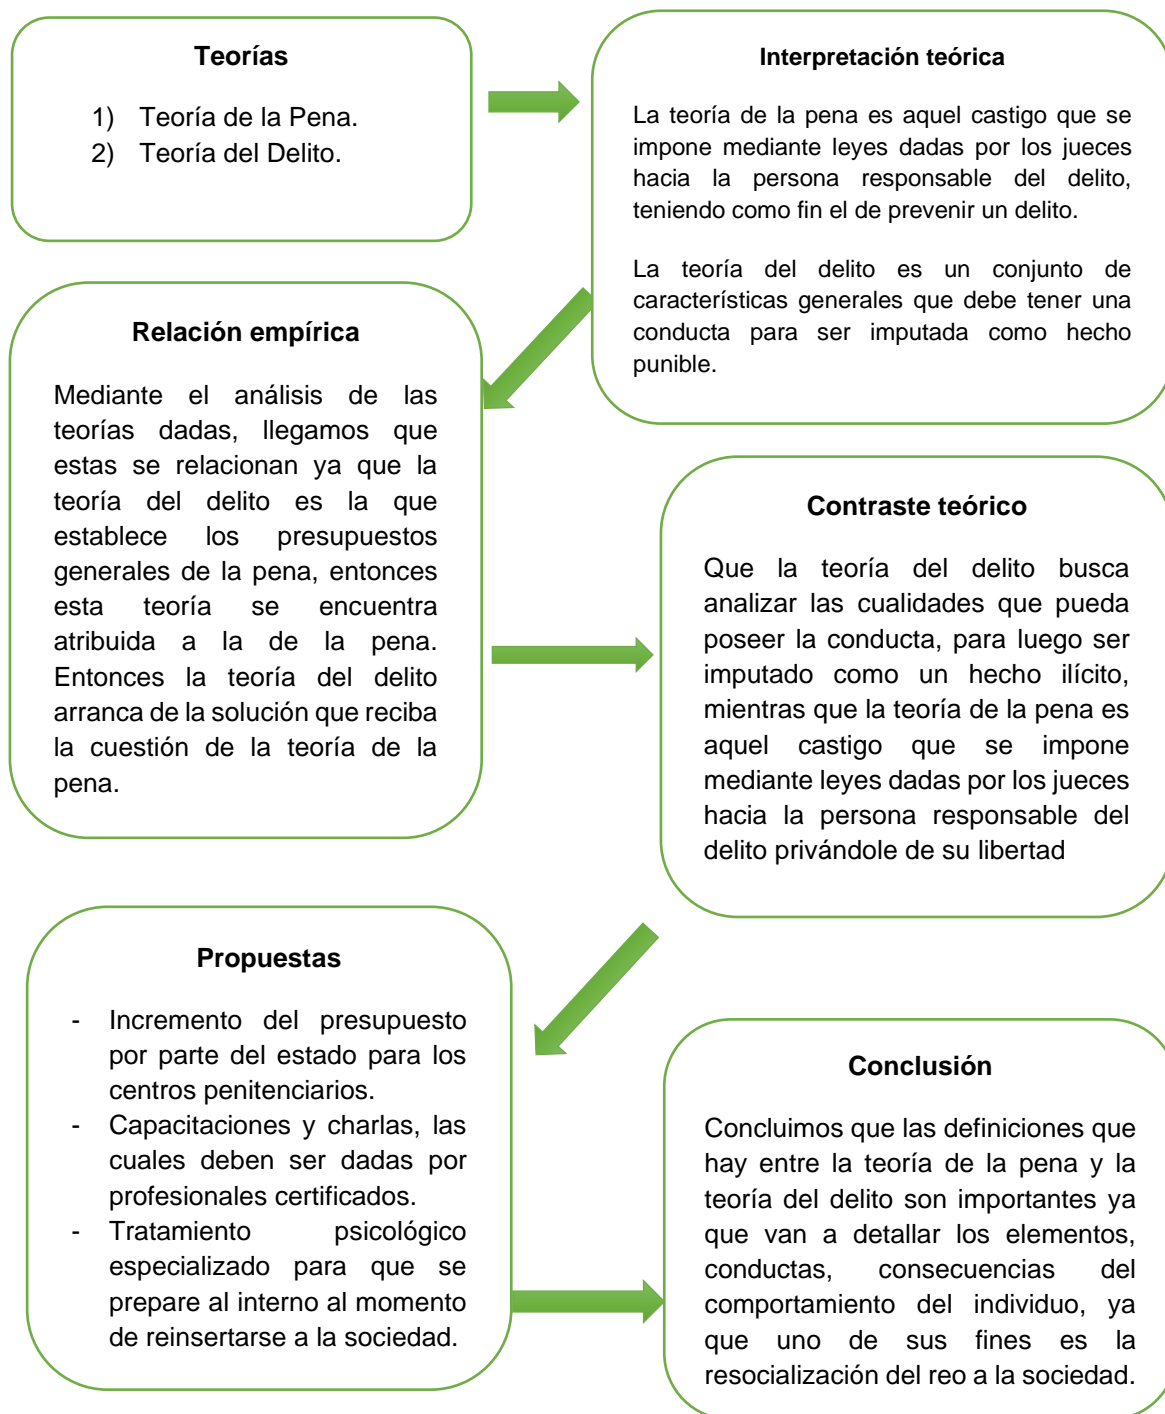 Teorías
1) Teoría de la Pena.
2) Teoría del Delito.
Interpretación teórica
La teoría de la pena es aquel castigo que se
impone mediante leyes dadas por los jueces
hacia la persona responsable del delito,
teniendo como fin el de prevenir un delito.
La teoría del delito es un conjunto de
características generales que debe tener una
conducta para ser imputada como hecho
punible.
Relación empírica
Mediante el análisis de las
teorías dadas, llegamos que
estas se relacionan ya que la
teoría del delito es la que
establece los presupuestos
generales de la pena, entonces
esta teoría se encuentra
atribuida a la de la pena.
Entonces la teoría del delito
arranca de la solución que reciba
la cuestión de la teoría de la
pena.
Contraste teórico
Que la teoría del delito busca
analizar las cualidades que pueda
poseer la conducta, para luego ser
imputado como un hecho ilícito,
mientras que la teoría de la pena es
aquel castigo que se impone
mediante leyes dadas por los jueces
hacia la persona responsable del
delito privándole de su libertad
Propuestas
- Incremento del presupuesto
por parte del estado para los
centros penitenciarios.
- Capacitaciones y charlas, las
cuales deben ser dadas por
profesionales certificados.
- Tratamiento psicológico
especializado para que se
prepare al interno al momento
de reinsertarse a la sociedad.
Conclusión
Concluimos que las definiciones que
hay entre la teoría de la pena y la
teoría del delito son importantes ya
que van a detallar los elementos,
conductas, consecuencias del
comportamiento del individuo, ya
que uno de sus fines es la
resocialización del reo a la sociedad.